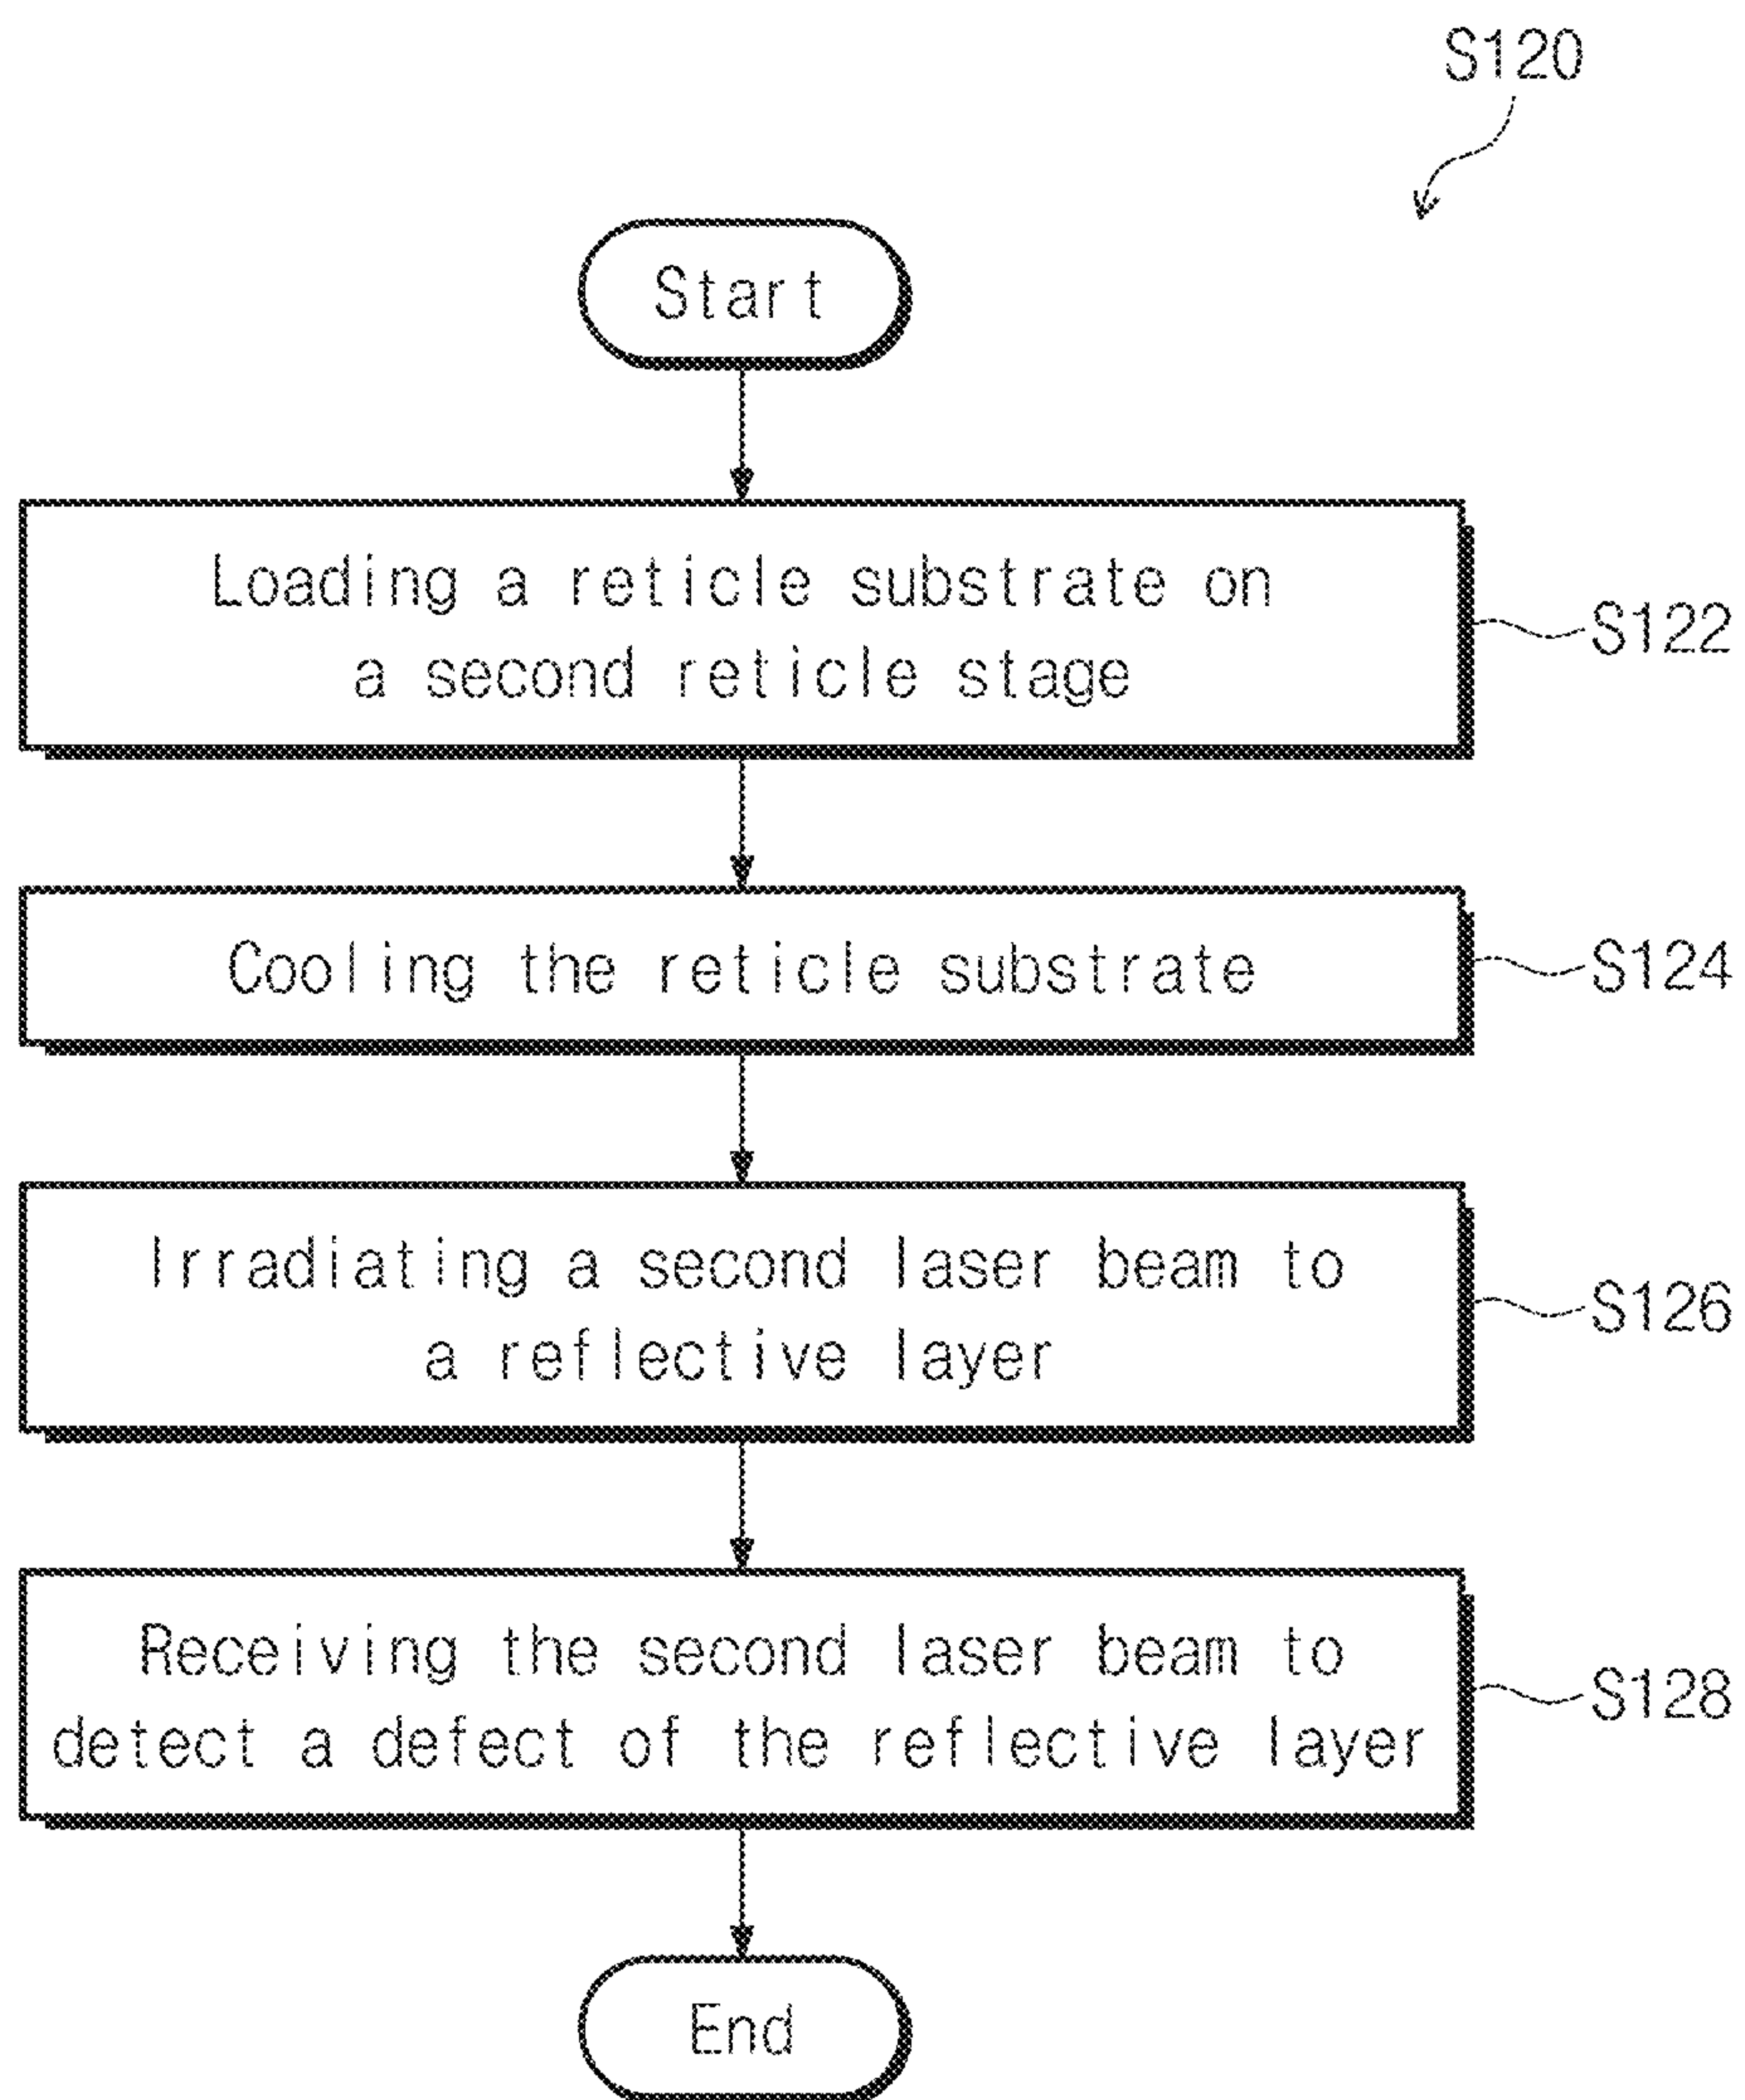 S120
Start
Loading a reticle substrate on
a second reticle stage
S122
Cooling the reticle substrate
S124
Irradiating a second laser beam to
a reflective layer
S126
Receiving the second laser beam to
detect a defect of the reflective layer
S128
End